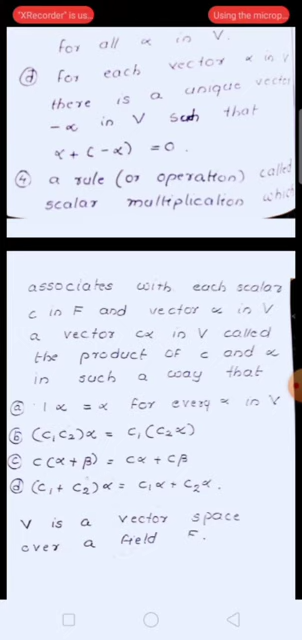 "XRecorder" is us..
Using the microp...
for all α in V.
ⓓ for each vector α in V
there is a unique vector
-α in V such that
α + (-α) = 0.
④ a rule (or operation) called
scalar multiplication which
associates with each scalar
c in F and vector α in V
a vector cα in V called
the product of c and α
in such a way that
ⓐ 1α = α for every α in V
ⓑ (c₁c₂)α = c₁(c₂α)
ⓒ c(α+β) = cα + cβ
ⓓ (c₁ + c₂)α = c₁α + c₂α.
V is a vector space
over a field F.